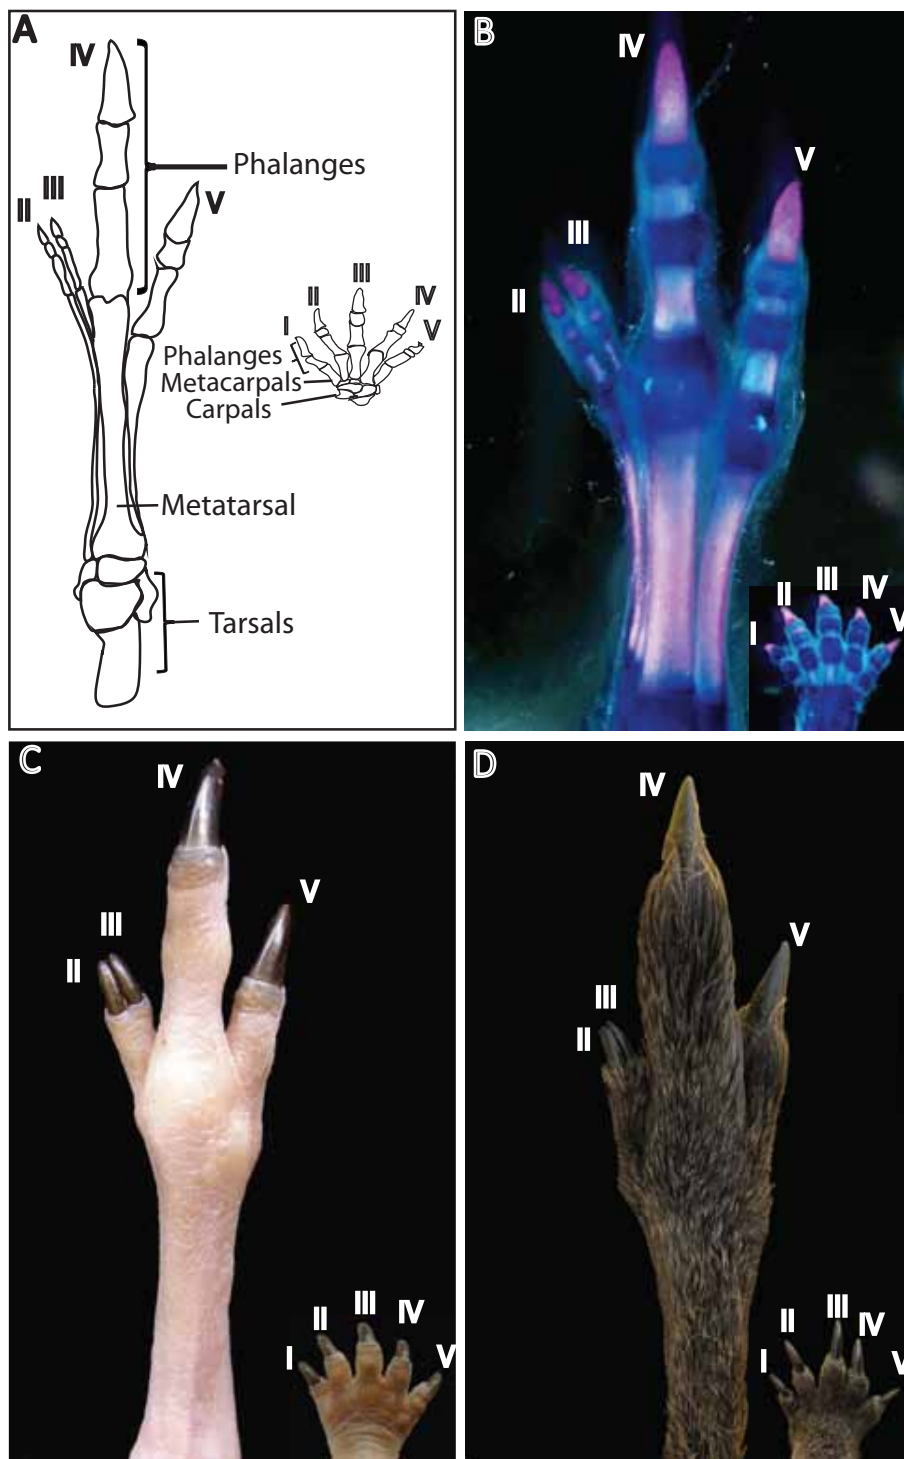 A
IV
Phalanges
III
II
V
III
II
IV
I
V
Phalanges
Metacarpals
Carpals
Metatarsal
Tarsals
B
IV
V
III
II
III
II
IV
I
V
C
IV
V
III
II
III
II
IV
I
V
D
IV
V
III
II
III
II
IV
I
V